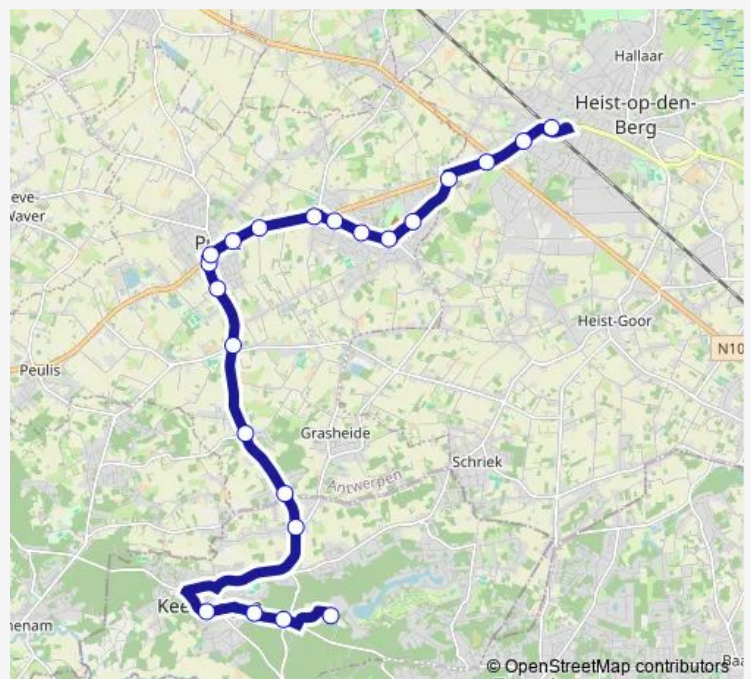 Hallaar
Heist-op-den-
Berg
eve-
Waver
P
Heist-Goor
N10
Peulis
Grasheide
Schriek
Antwerpen
Kee
nenam
Baa
© OpenStreetMap contributors